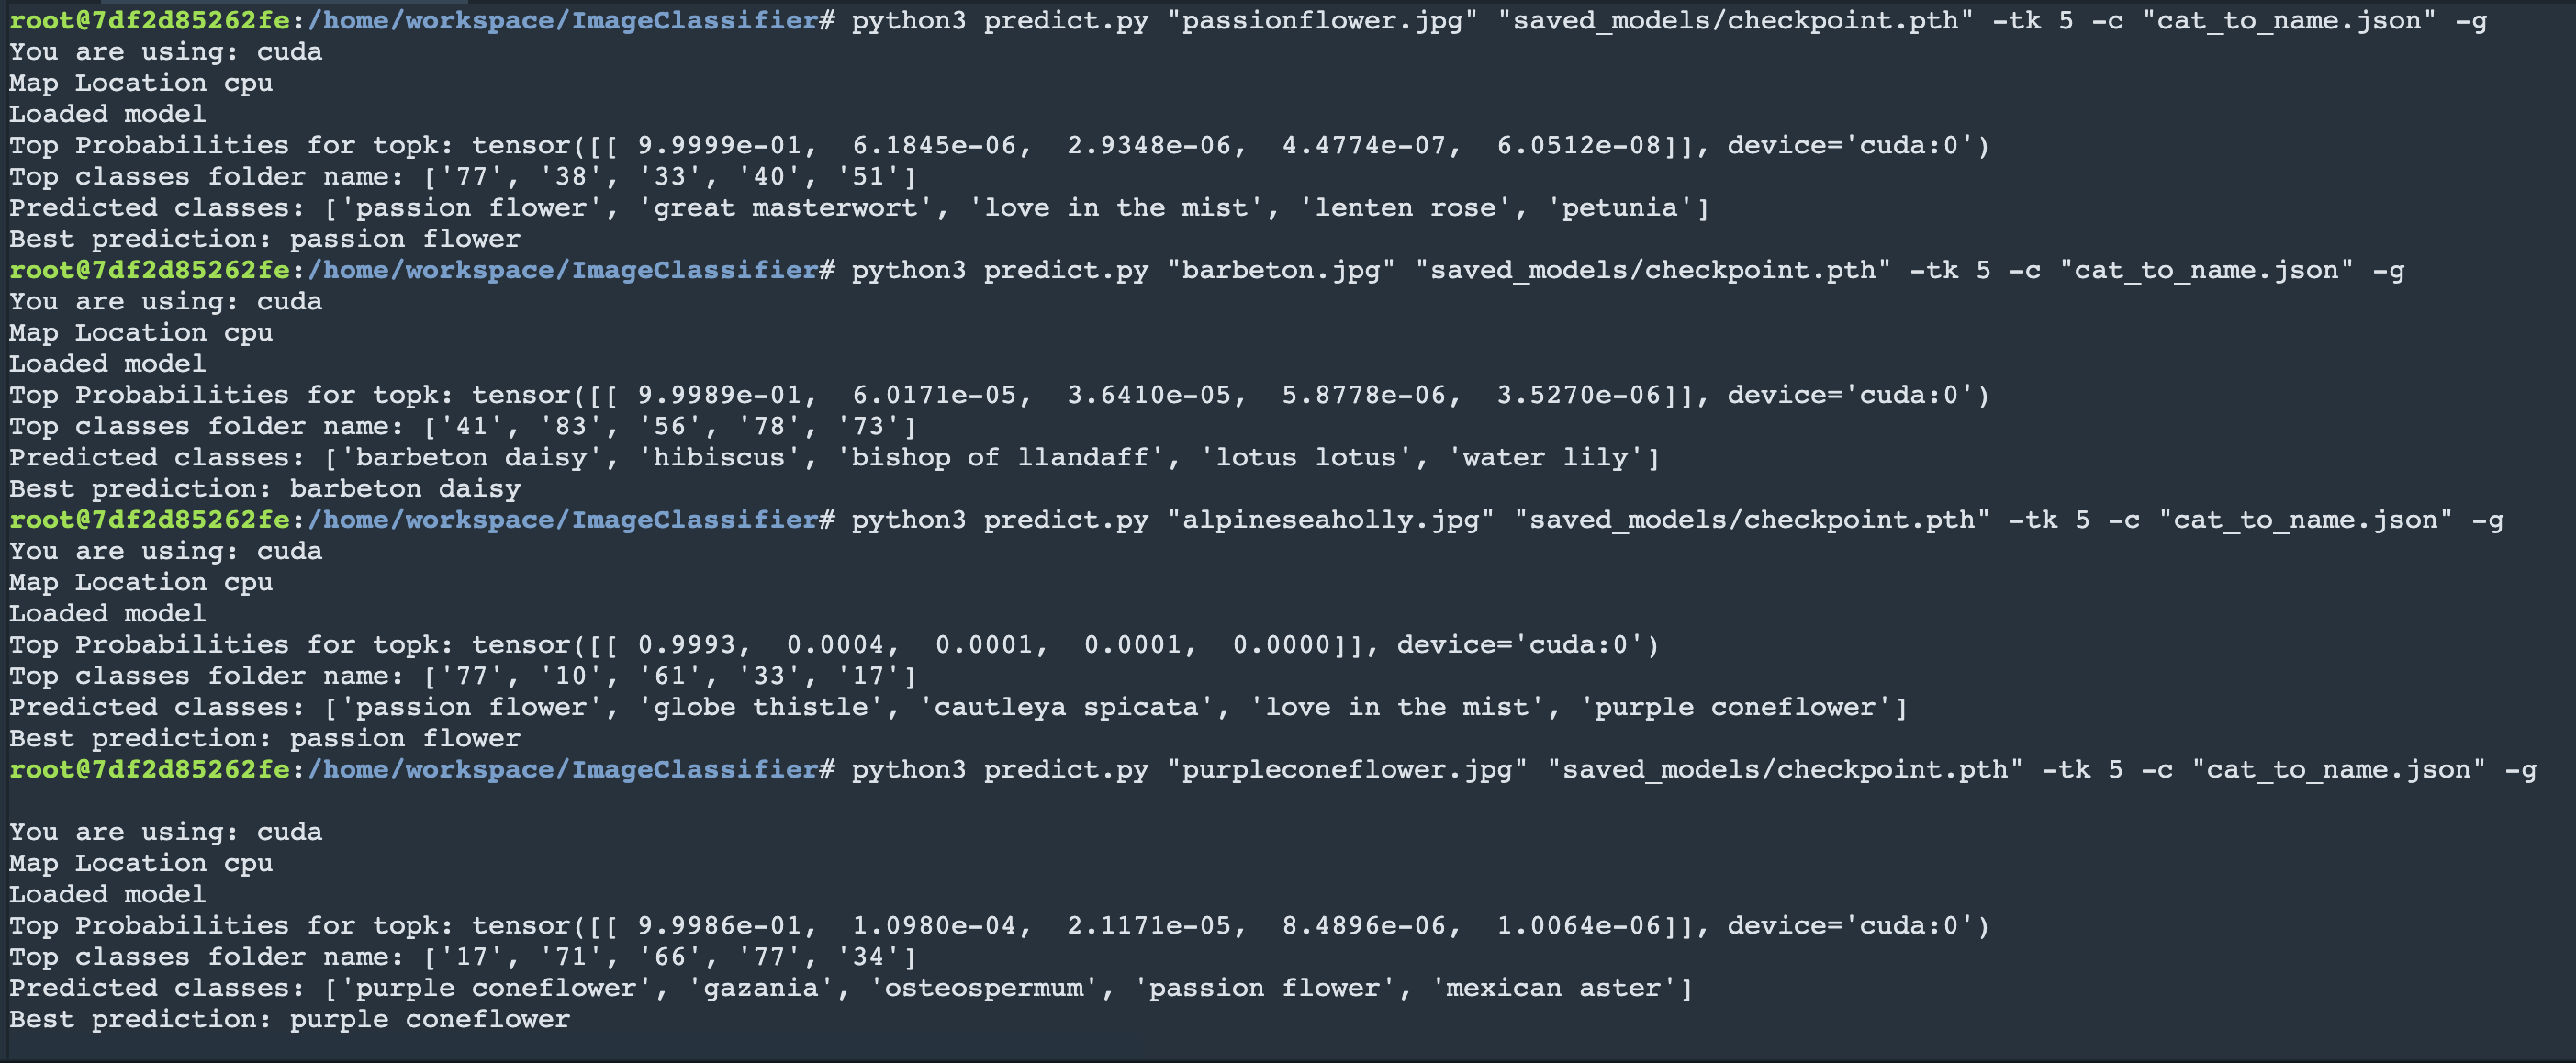 root@7df2d85262fe:/home/workspace/ImageClassifier# python3 predict.py "passionflower.jpg" "saved_models/checkpoint.pth" -tk 5 -c "cat_to_name.json" -g
You are using: cuda
Map Location cpu
Loaded model
Top Probabilities for topk: tensor([[ 9.9999e-01,  6.1845e-06,  2.9348e-06,  4.4774e-07,  6.0512e-08]], device='cuda:0')
Top classes folder name: ['77', '38', '33', '40', '51']
Predicted classes: ['passion flower', 'great masterwort', 'love in the mist', 'lenten rose', 'petunia']
Best prediction: passion flower
root@7df2d85262fe:/home/workspace/ImageClassifier# python3 predict.py "barbeton.jpg" "saved_models/checkpoint.pth" -tk 5 -c "cat_to_name.json" -g
You are using: cuda
Map Location cpu
Loaded model
Top Probabilities for topk: tensor([[ 9.9989e-01,  6.0171e-05,  3.6410e-05,  5.8778e-06,  3.5270e-06]], device='cuda:0')
Top classes folder name: ['41', '83', '56', '78', '73']
Predicted classes: ['barbeton daisy', 'hibiscus', 'bishop of llandaff', 'lotus lotus', 'water lily']
Best prediction: barbeton daisy
root@7df2d85262fe:/home/workspace/ImageClassifier# python3 predict.py "alpineseaholly.jpg" "saved_models/checkpoint.pth" -tk 5 -c "cat_to_name.json" -g
You are using: cuda
Map Location cpu
Loaded model
Top Probabilities for topk: tensor([[ 0.9993,  0.0004,  0.0001,  0.0001,  0.0000]], device='cuda:0')
Top classes folder name: ['77', '10', '61', '33', '17']
Predicted classes: ['passion flower', 'globe thistle', 'cautleya spicata', 'love in the mist', 'purple coneflower']
Best prediction: passion flower
root@7df2d85262fe:/home/workspace/ImageClassifier# python3 predict.py "purpleconeflower.jpg" "saved_models/checkpoint.pth" -tk 5 -c "cat_to_name.json" -g
You are using: cuda
Map Location cpu
Loaded model
Top Probabilities for topk: tensor([[ 9.9986e-01,  1.0980e-04,  2.1171e-05,  8.4896e-06,  1.0064e-06]], device='cuda:0')
Top classes folder name: ['17', '71', '66', '77', '34']
Predicted classes: ['purple coneflower', 'gazania', 'osteospermum', 'passion flower', 'mexican aster']
Best prediction: purple coneflower